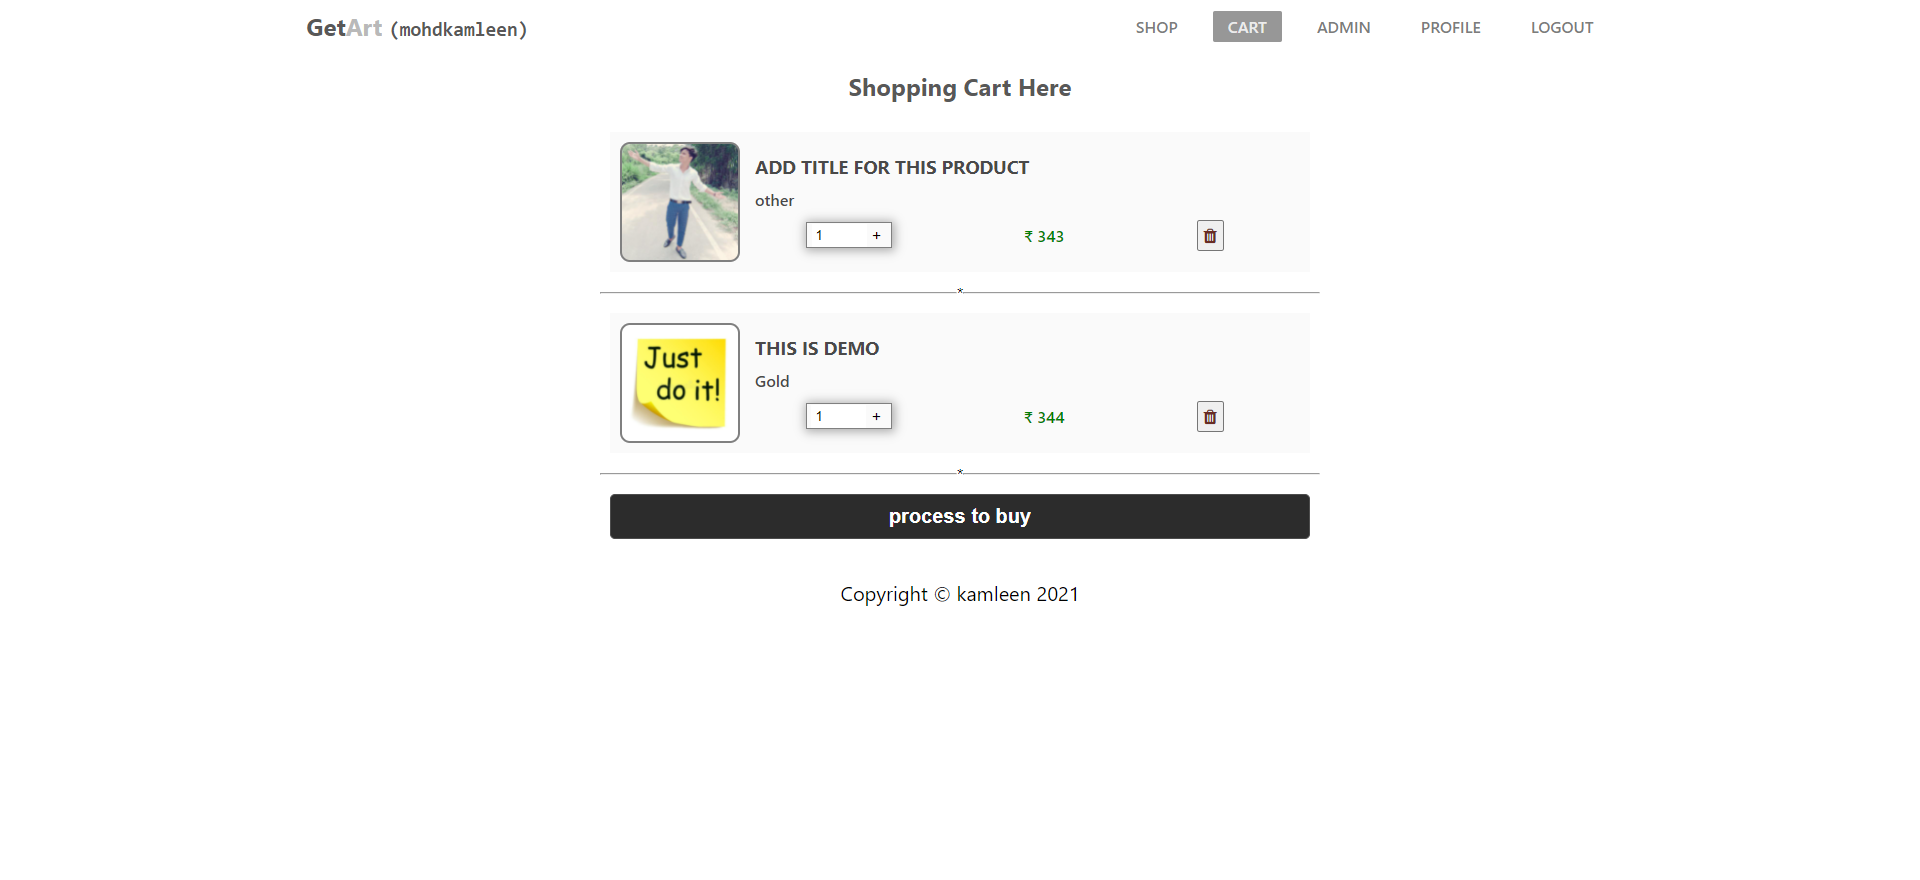 GetArt (mohdkamleen) SHOP CART ADMIN PROFILE LOGOUT
Shopping Cart Here
ADD TITLE FOR THIS PRODUCT
other
1 + ₹ 343
*
Just
do it!
THIS IS DEMO
Gold
1 + ₹ 344
*
process to buy
Copyright © kamleen 2021